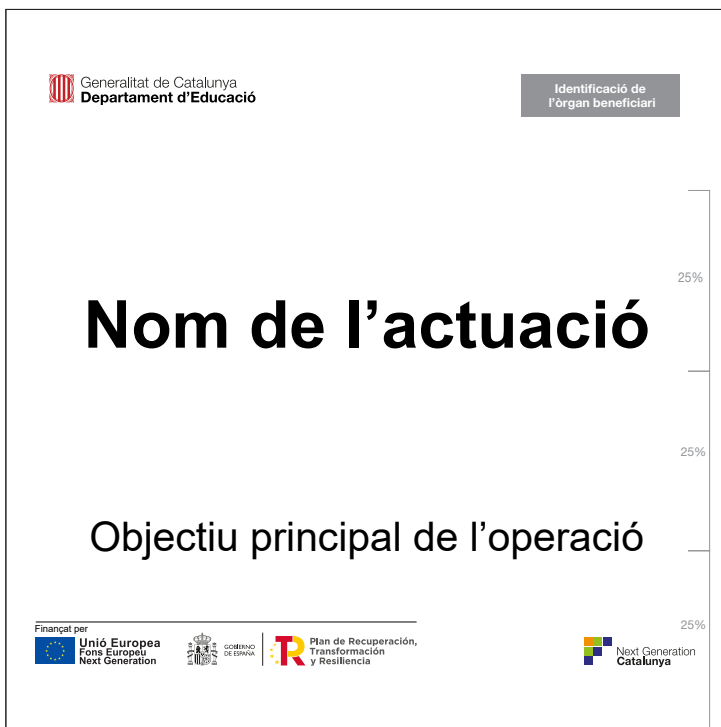 Generalitat de Catalunya
Departament d'Educació
Identificació de
l'òrgan beneficiari
25%
Nom de l'actuació
25%
Objectiu principal de l'operació
25%
Finançat per
Unió Europea
Fons Europeu
Next Generation
GOBIERNO
DE ESPAÑA
TR
Plan de Recuperación,
Transformación
y Resiliencia
Next Generation
Catalunya